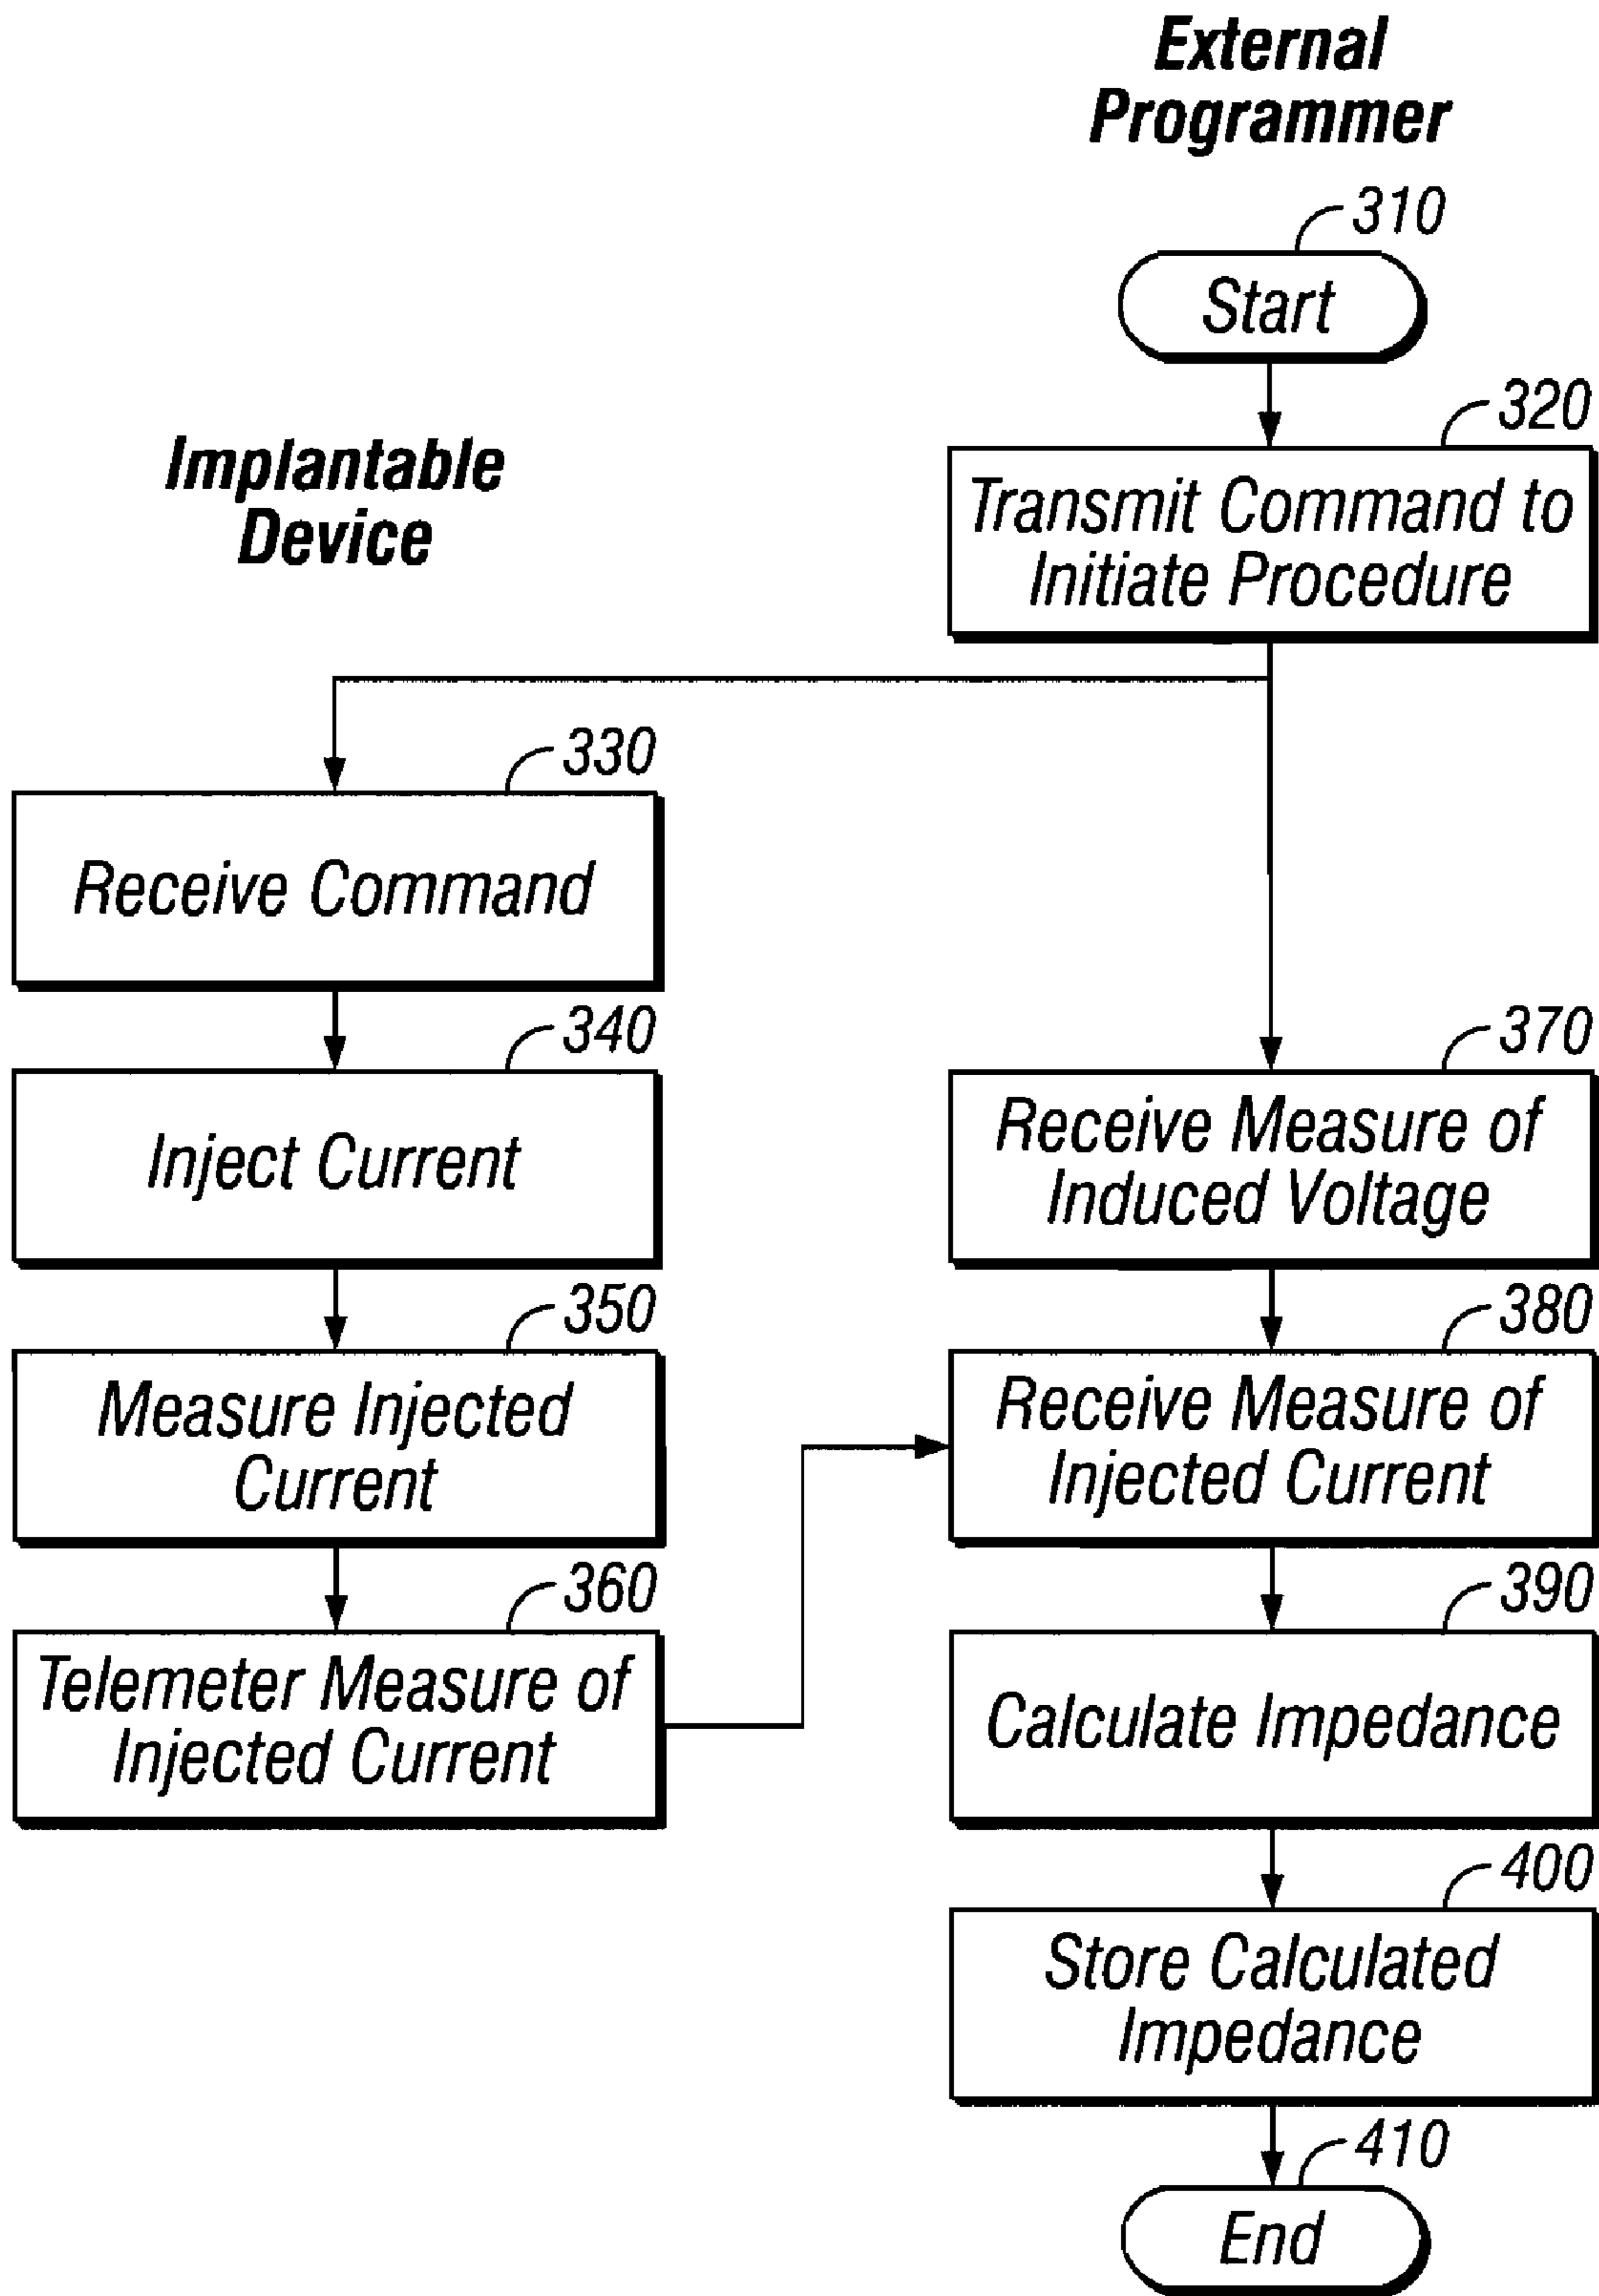 External
Programmer
310
Start
320
Transmit Command to
Initiate Procedure
Implantable
Device
330
Receive Command
340
Inject Current
350
Measure Injected
Current
360
Telemeter Measure of
Injected Current
370
Receive Measure of
Induced Voltage
380
Receive Measure of
Injected Current
390
Calculate Impedance
400
Store Calculated
Impedance
410
End